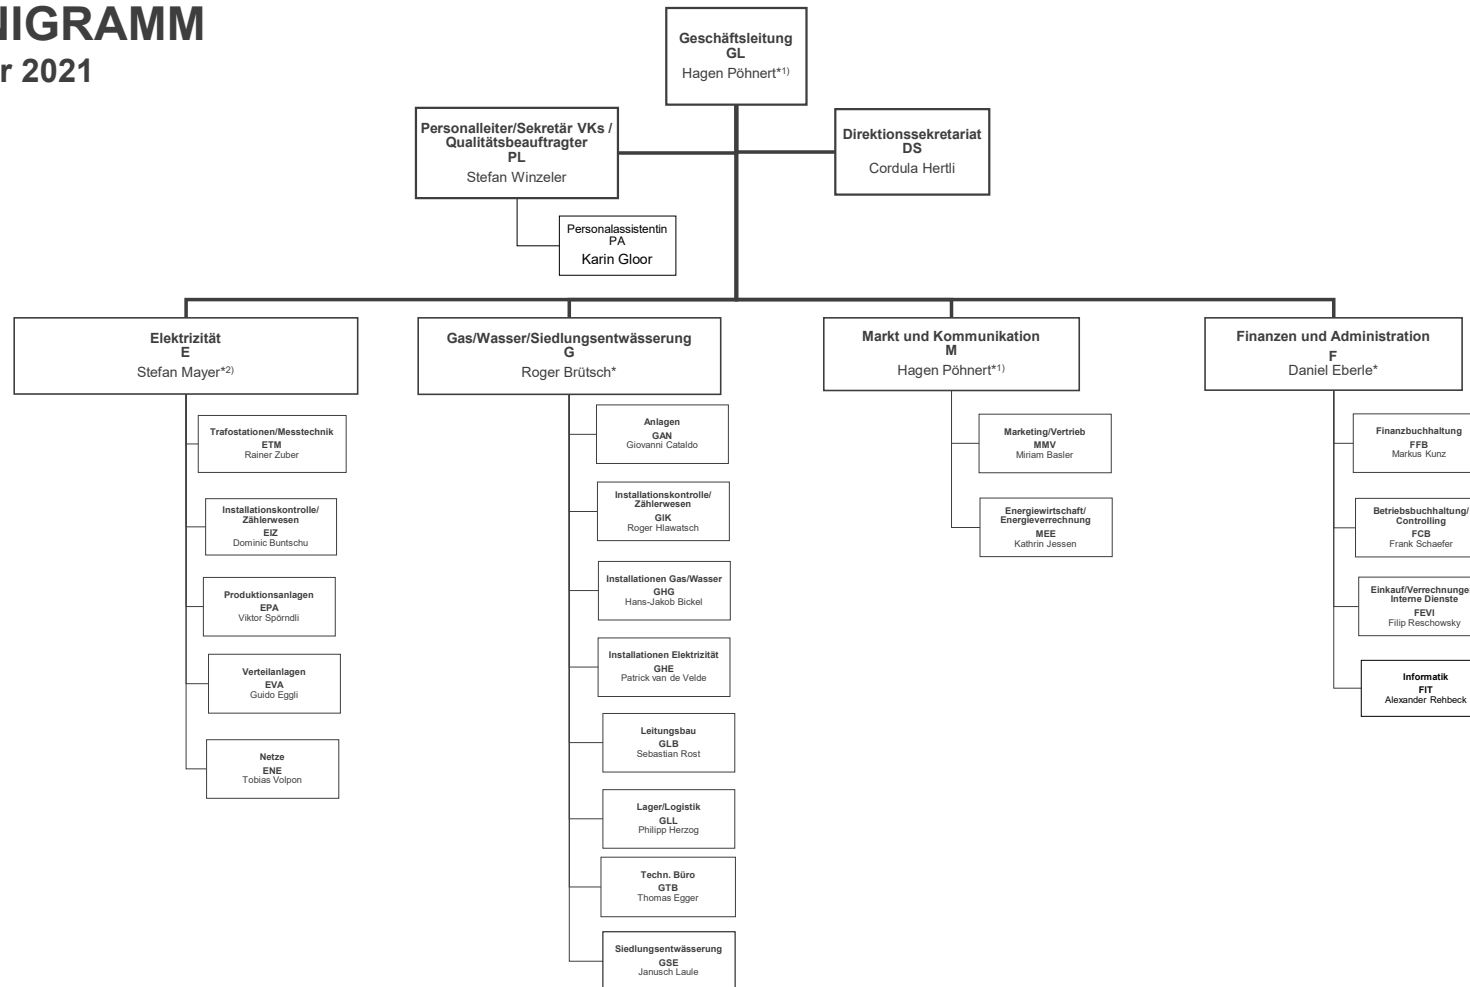 NIGRAMM
r 2021
Geschäftsleitung
GL
Hagen Pöhnert*1)
Personalleiter/Sekretär VKs /
Qualitätsbeauftragter
PL
Stefan Winzeler
Direktionssekretariat
DS
Cordula Hertli
Personalassistentin
PA
Karin Gloor
Elektrizität
E
Stefan Mayer*2)
Gas/Wasser/Siedlungsentwässerung
G
Roger Brütsch*
Markt und Kommunikation
M
Hagen Pöhnert*1)
Finanzen und Administration
F
Daniel Eberle*
Trafostationen/Messtechnik
ETM
Rainer Zuber
Installationskontrolle/
Zählerwesen
EIZ
Dominic Buntschu
Produktionsanlagen
EPA
Viktor Spörndli
Verteilanlagen
EVA
Guido Eggli
Netze
ENE
Tobias Volpon
Anlagen
GAN
Giovanni Cataldo
Installationskontrolle/
Zählerwesen
GIK
Roger Hlawatsch
Installationen Gas/Wasser
GHG
Hans-Jakob Bickel
Installationen Elektrizität
GHE
Patrick van de Velde
Leitungsbau
GLB
Sebastian Rost
Lager/Logistik
GLL
Philipp Herzog
Techn. Büro
GTB
Thomas Egger
Siedlungsentwässerung
GSE
Janusch Laule
Marketing/Vertrieb
MMV
Miriam Basler
Energiewirtschaft/
Energieverrechnung
MEE
Kathrin Jessen
Finanzbuchhaltung
FFB
Markus Kunz
Betriebsbuchhaltung/
Controlling
FCB
Frank Schaefer
Einkauf/Verrechnunge
Interne Dienste
FEVI
Filip Reschowsky
Informatik
FIT
Alexander Rehbeck